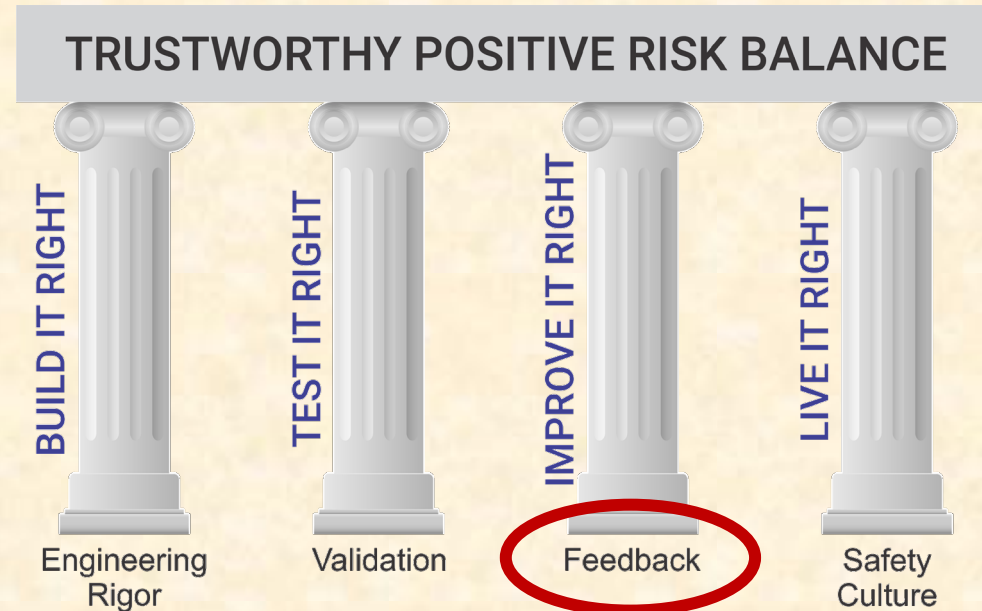 TRUSTWORTHY POSITIVE RISK BALANCE
BUILD IT RIGHT
TEST IT RIGHT
IMPROVE IT RIGHT
LIVE IT RIGHT
Engineering
Rigor
Validation
Feedback
Safety
Culture